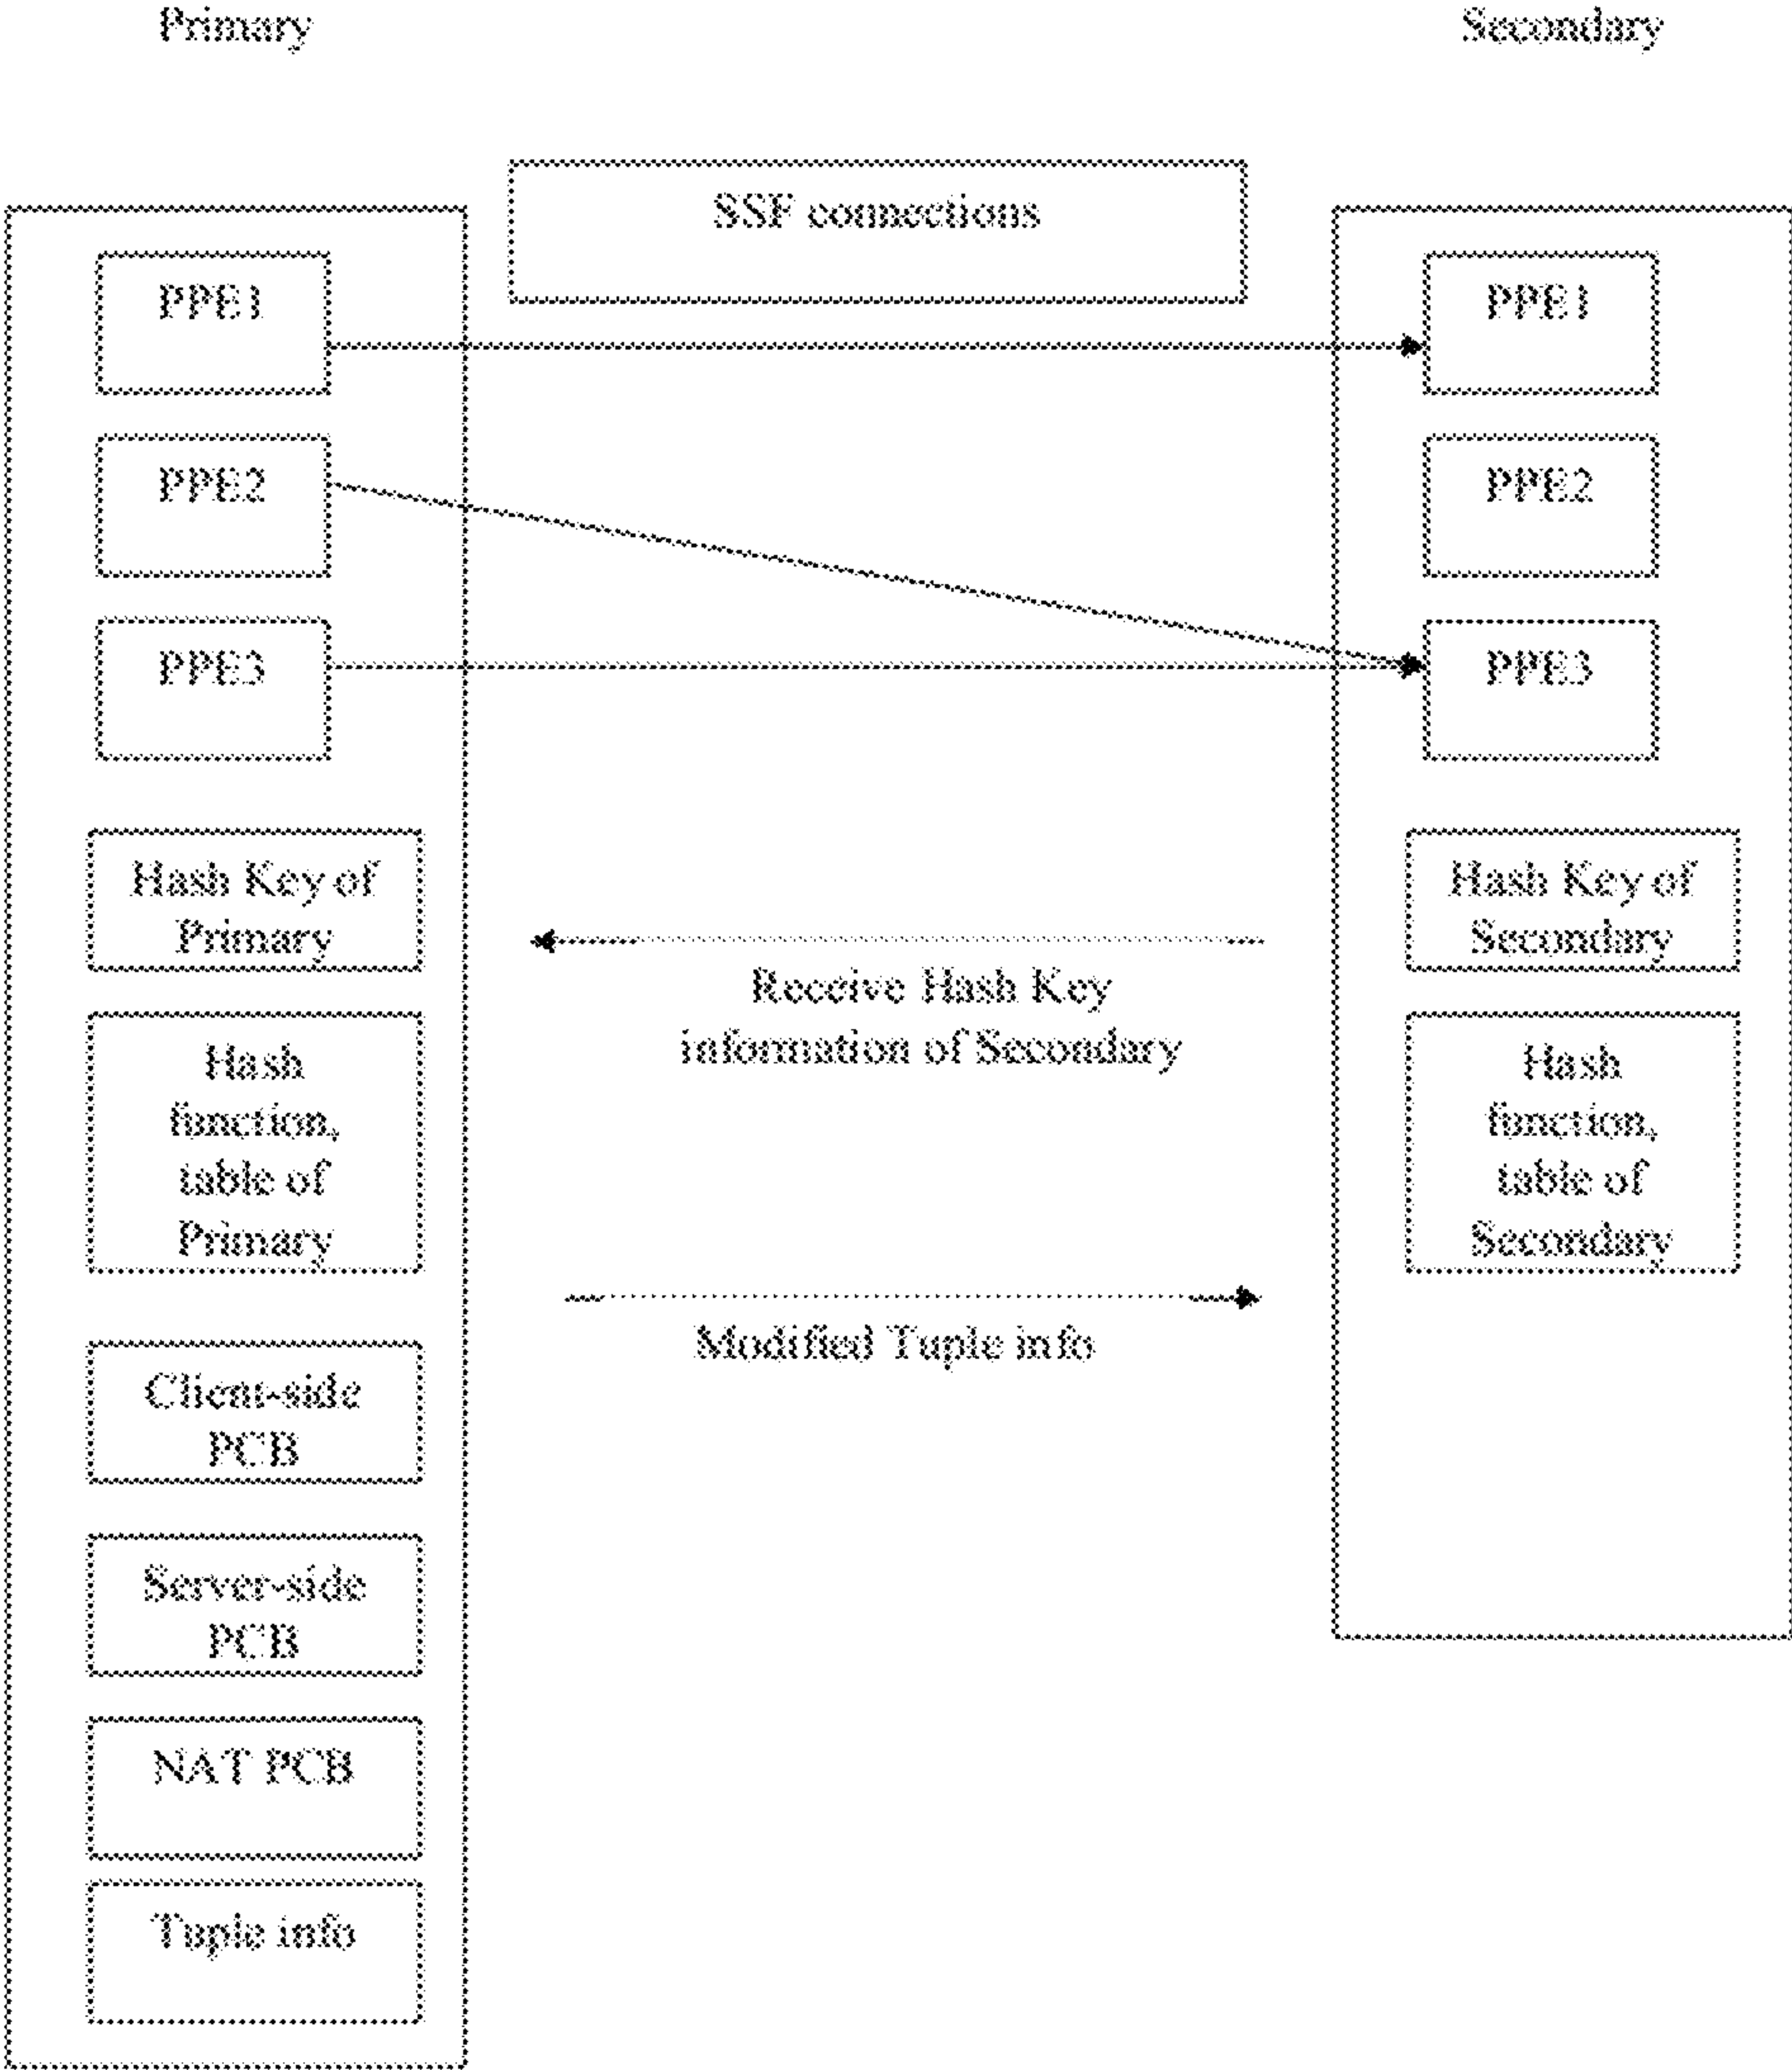 Primary
Secondary
SSF connections
PPE1
PPE1
PPE2
PPE2
PPE3
PPE3
Hash Key of
Primary
Hash Key of
Secondary
Receive Hash Key
information of Secondary
Hash
function,
table of
Primary
Hash
function,
table of
Secondary
Modified Tuple info
Client-side
PCB
Server-side
PCB
NAT PCB
Tuple info